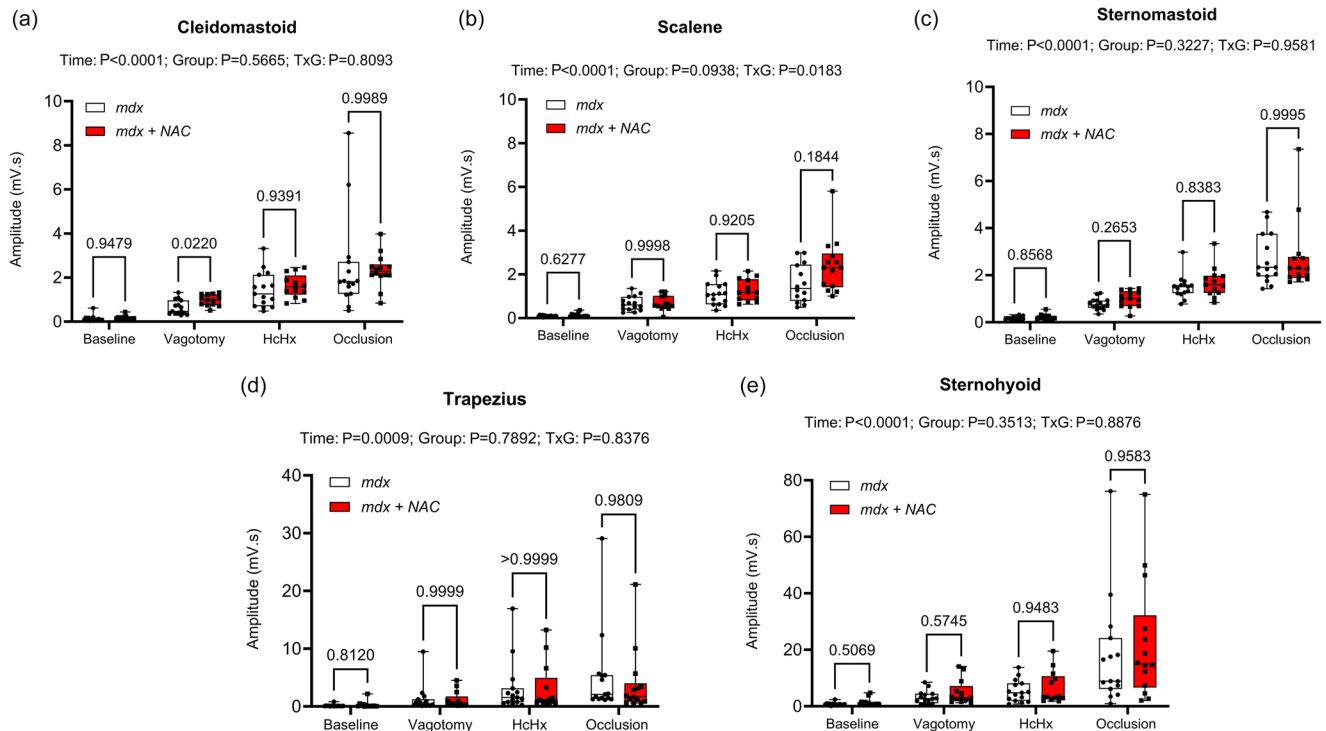 (a)
Cleidomastoid
Time: P<0.0001; Group: P=0.5665; TxG: P=0.8093
mdx
mdx + NAC
Amplitude (mV.s)
10
8
6
4
2
0
0.9479
0.0220
0.9391
0.9989
Baseline
Vagotomy
HcHx
Occlusion
(b)
Scalene
Time: P<0.0001; Group: P=0.0938; TxG: P=0.0183
mdx
mdx + NAC
Amplitude (mV.s)
10
8
6
4
2
0
0.6277
0.9998
0.9205
0.1844
Baseline
Vagotomy
HcHx
Occlusion
(c)
Sternomastoid
Time: P<0.0001; Group: P=0.3227; TxG: P=0.9581
mdx
mdx + NAC
Amplitude (mV.s)
10
8
6
4
2
0
0.8568
0.2653
0.8383
0.9995
Baseline
Vagotomy
HcHx
Occlusion
(d)
Trapezius
Time: P=0.0009; Group: P=0.7892; TxG: P=0.8376
mdx
mdx + NAC
Amplitude (mV.s)
40
30
20
10
0
0.8120
0.9999
>0.9999
0.9809
Baseline
Vagotomy
HcHx
Occlusion
(e)
Sternohyoid
Time: P<0.0001; Group: P=0.3513; TxG: P=0.8876
mdx
mdx + NAC
Amplitude (mV.s)
80
60
40
20
0
0.5069
0.5745
0.9483
0.9583
Baseline
Vagotomy
HcHx
Occlusion